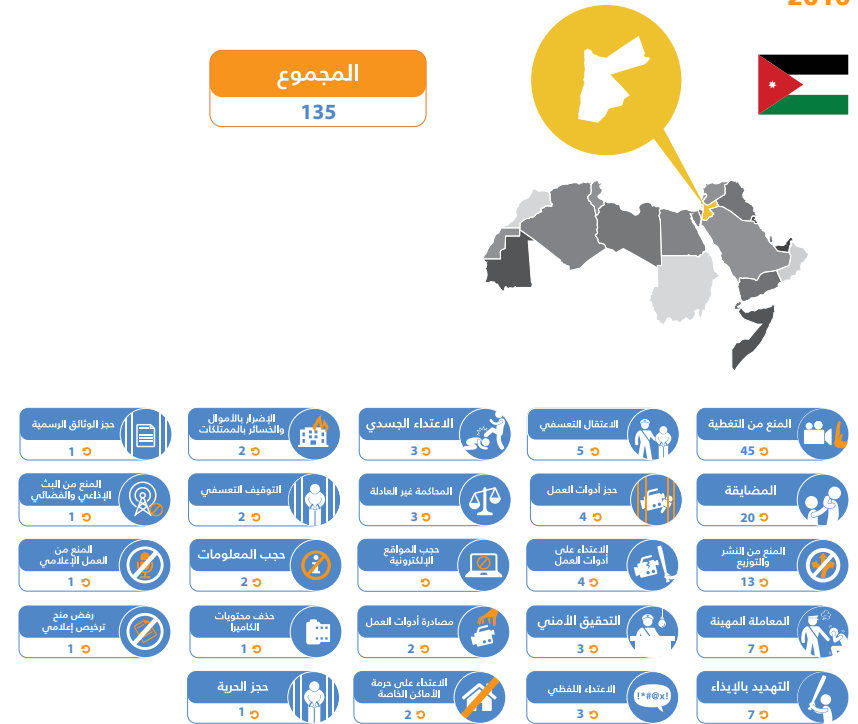 المجموع
135
المنع من التغطية
45
الاعتقال التعسفي
5
الاعتداء الجسدي
3
الإضرار بالأموال
والخسائر بالممتلكات
2
حجز الوثائق الرسمية
1
المضايقة
20
حجز أدوات العمل
4
المحاكمة غير العادلة
3
التوقيف التعسفي
2
المنع من البث
الإذاعي والفضائي
1
المنع من النشر
والتوزيع
13
الاعتداء على
أدوات العمل
4
حجب المواقع
الإلكترونية
حجب المعلومات
2
المنع من
العمل الإعلامي
1
المعاملة المهينة
7
التحقيق الأمني
3
مصادرة أدوات العمل
2
حذف محتويات
الكاميرا
1
رفض منح
ترخيص إعلامي
1
التهديد بالإيذاء
7
الاعتداء اللفظي
3
!*#@x!
الاعتداء على حرمة
الأماكن الخاصة
2
حجز الحرية
1